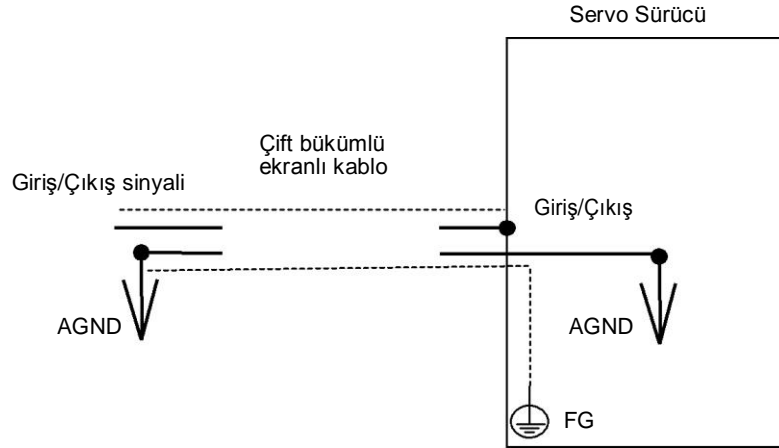 Servo Sürücü
Çift bükümlü
ekranlı kablo
Giriş/Çıkış sinyali
Giriş/Çıkış
AGND
AGND
FG